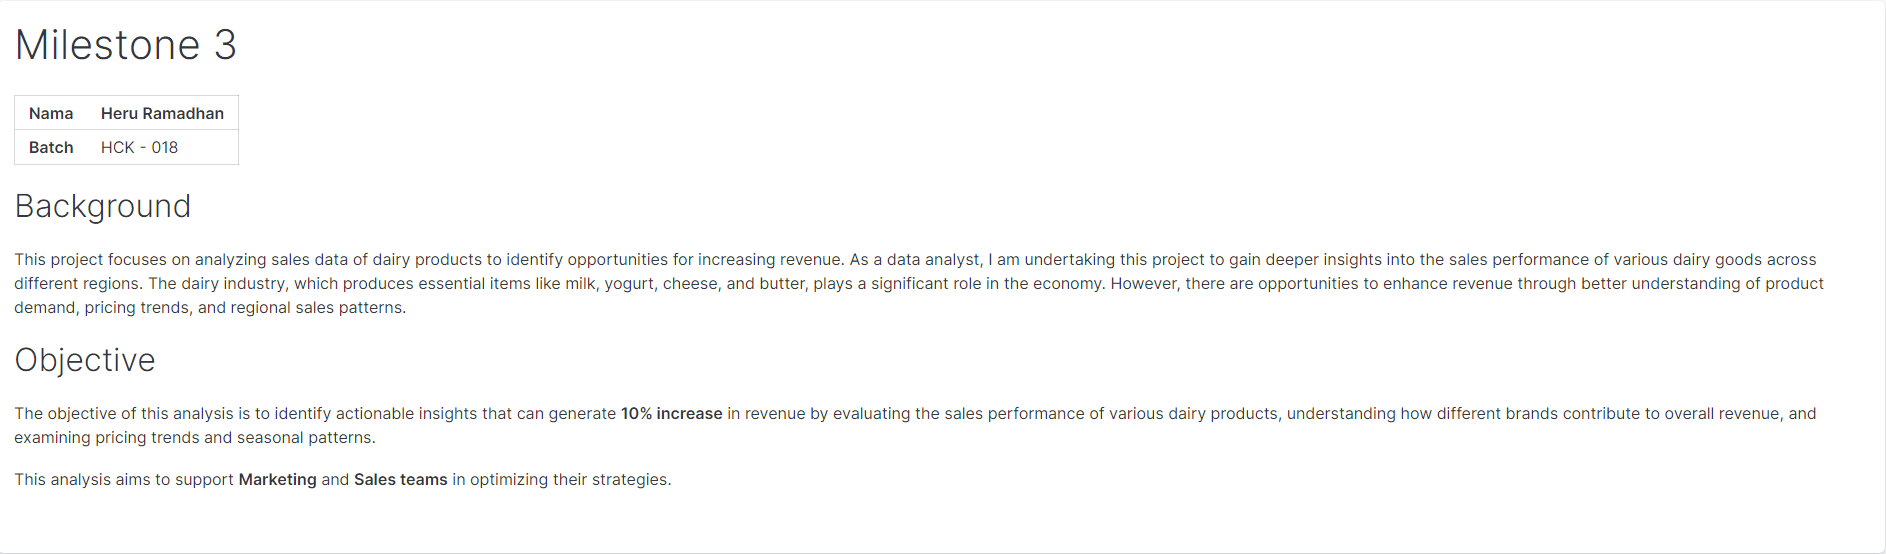 Milestone 3
Nama Heru Ramadhan
Batch HCK - 018
Background
This project focuses on analyzing sales data of dairy products to identify opportunities for increasing revenue. As a data analyst, I am undertaking this project to gain deeper insights into the sales performance of various dairy goods across
different regions. The dairy industry, which produces essential items like milk, yogurt, cheese, and butter, plays a significant role in the economy. However, there are opportunities to enhance revenue through better understanding of product
demand, pricing trends, and regional sales patterns.
Objective
The objective of this analysis is to identify actionable insights that can generate 10% increase in revenue by evaluating the sales performance of various dairy products, understanding how different brands contribute to overall revenue, and
examining pricing trends and seasonal patterns.
This analysis aims to support Marketing and Sales teams in optimizing their strategies.